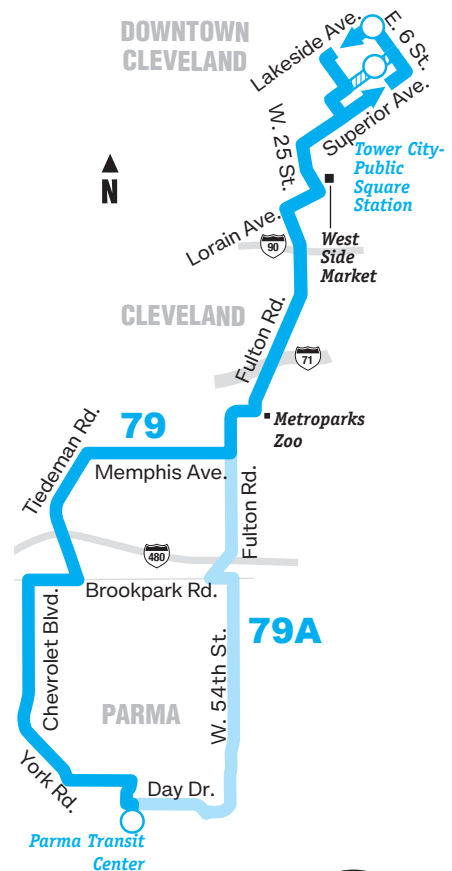 DOWNTOWN
CLEVELAND
Lakeside Ave.
E. 6 St.
Superior Ave.
W. 25 St.
Tower City-
Public
Square
Station
N
Lorain Ave.
West
Side
Market
90
CLEVELAND
Fulton Rd.
71
79
Metroparks
Zoo
Tiedeman Rd.
Memphis Ave.
Fulton Rd.
480
Brookpark Rd.
79A
Chevrolet Blvd.
W. 54th St.
PARMA
York Rd.
Day Dr.
Parma Transit
Center